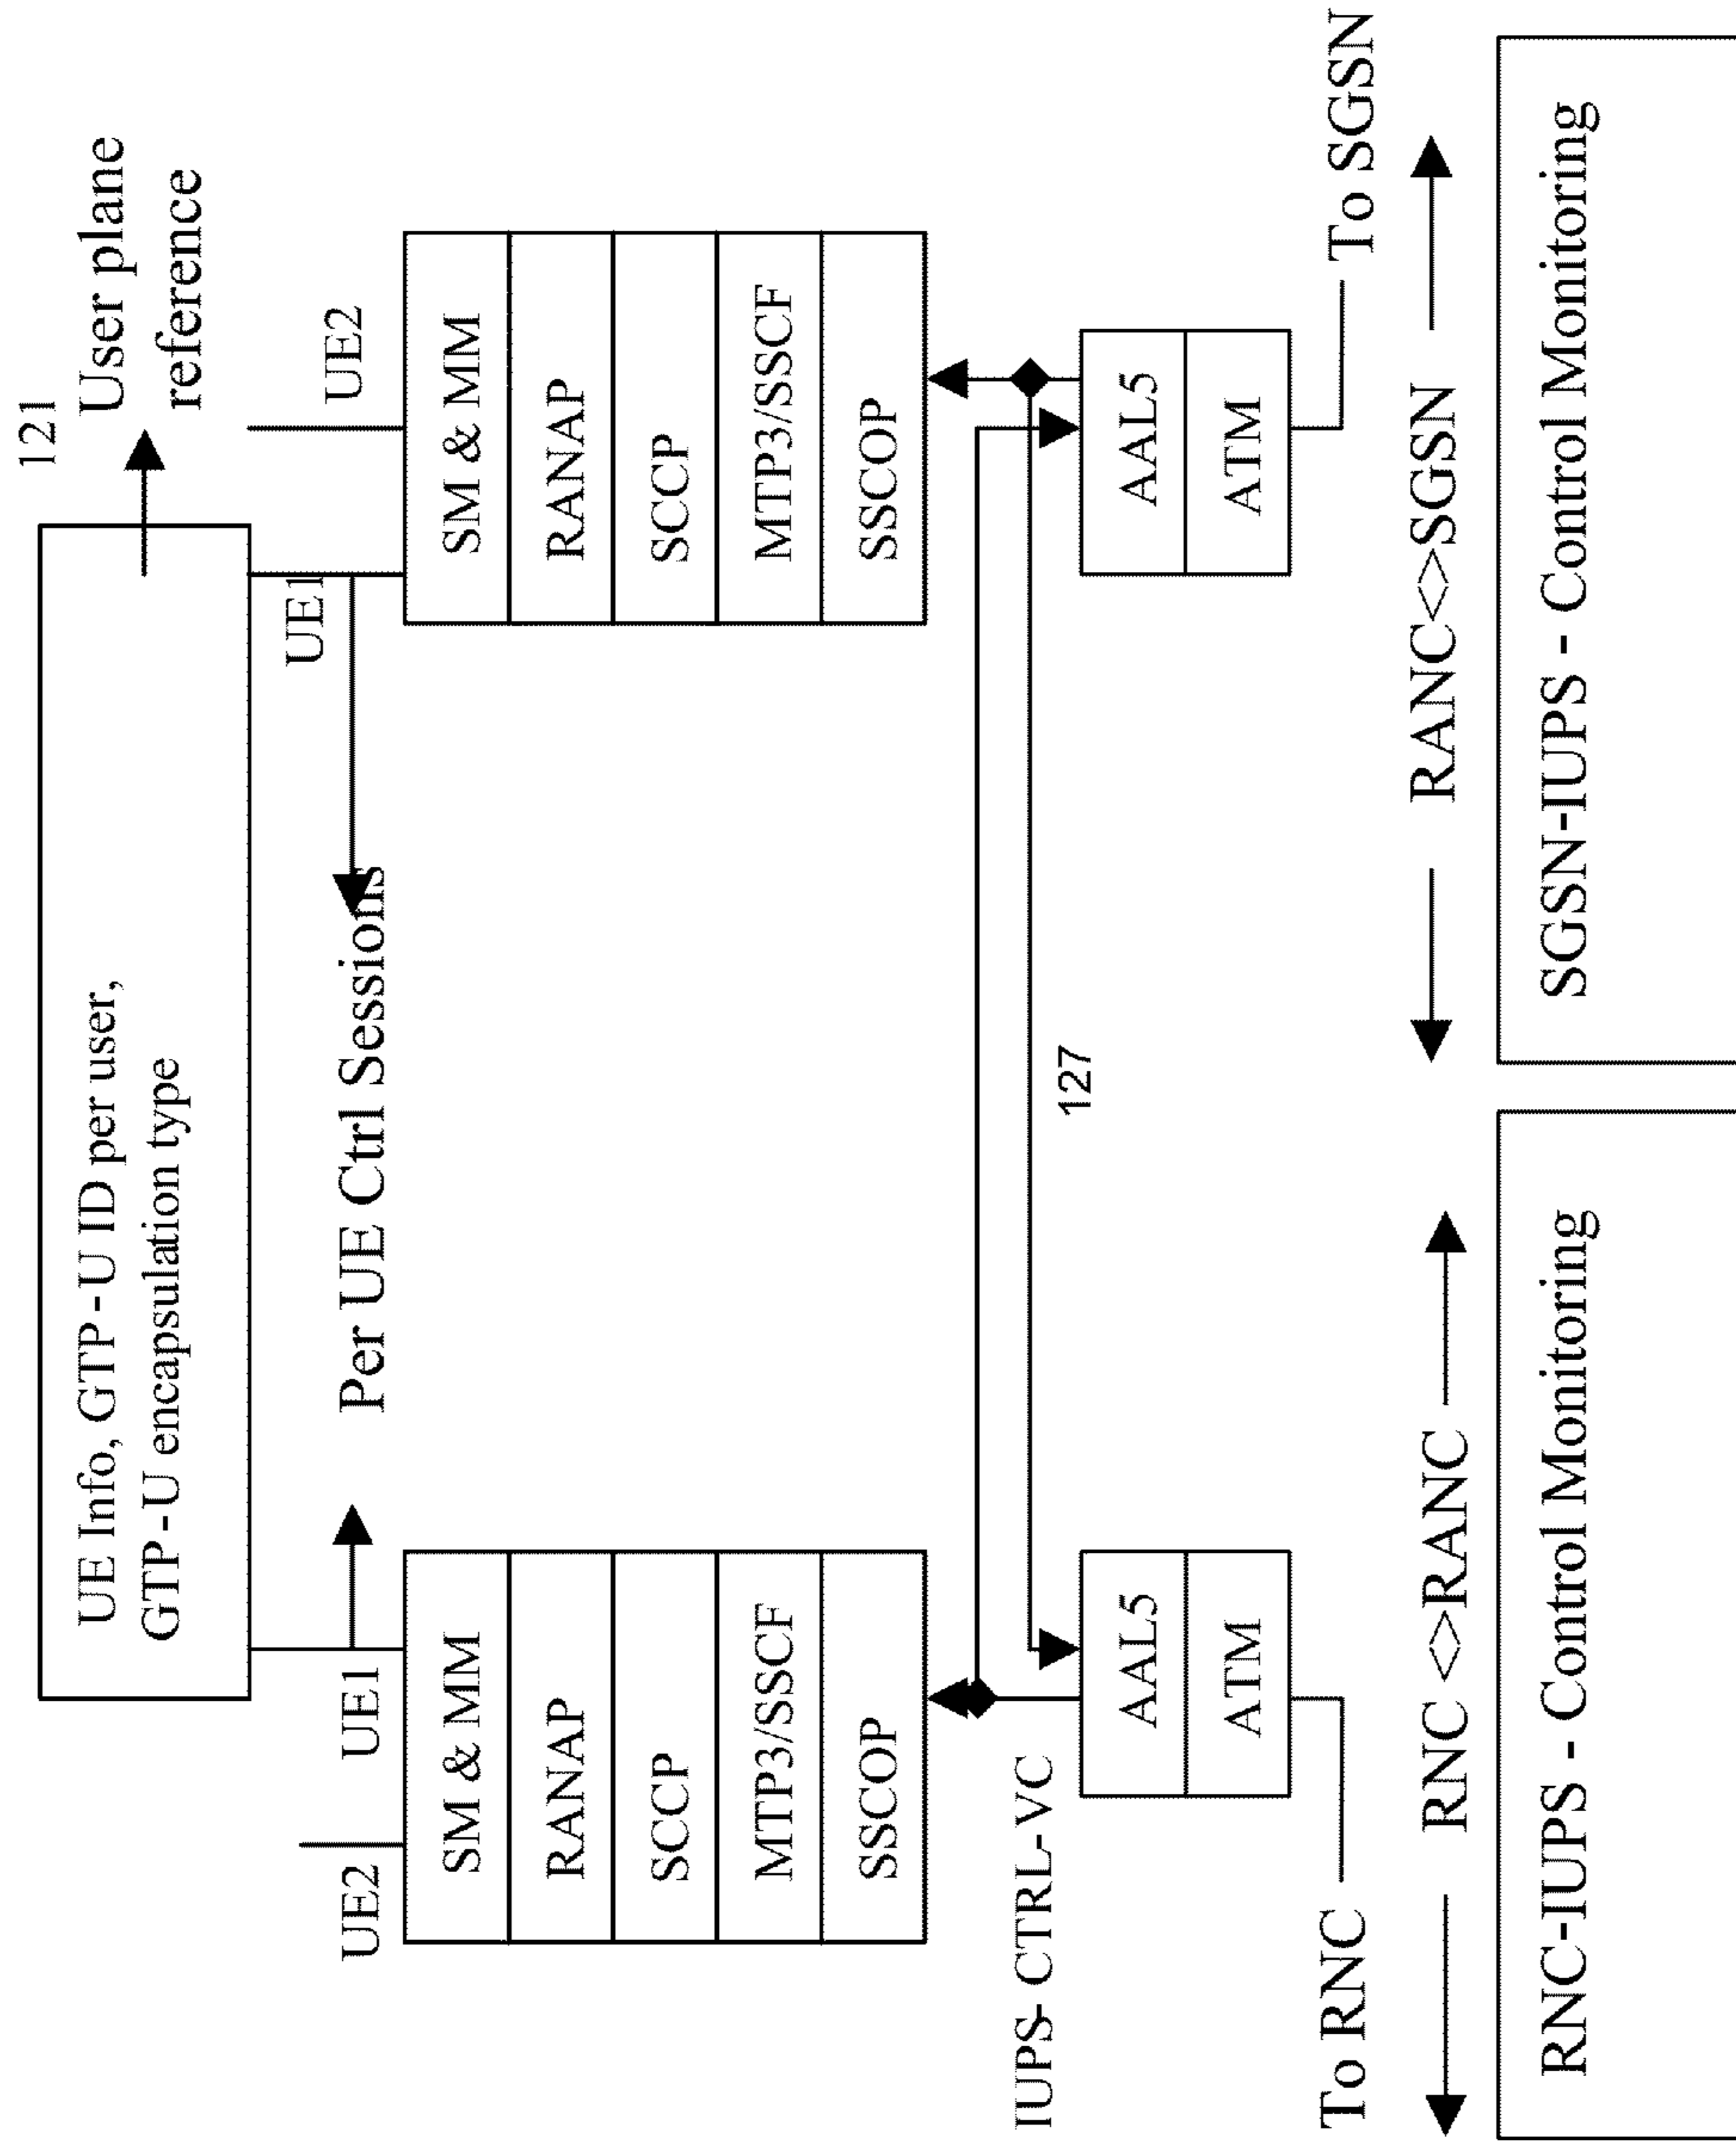 121
User plane
reference
UE Info, GTP - U ID per user,
GTP - U encapsulation type
UE2
UE1
Per UE Ctrl Sessions
UE1
UE2
SM & MM
RANAP
SCCP
MTP3/SSCF
SSCOP
SM & MM
RANAP
SCCP
MTP3/SSCF
SSCOP
IUPS- CTRL- VC
127
AAL5
ATM
AAL5
ATM
To RNC
To SGSN
RNC <>RANC
RANC<>SGSN
RNC-IUPS - Control Monitoring
SGSN-IUPS - Control Monitoring